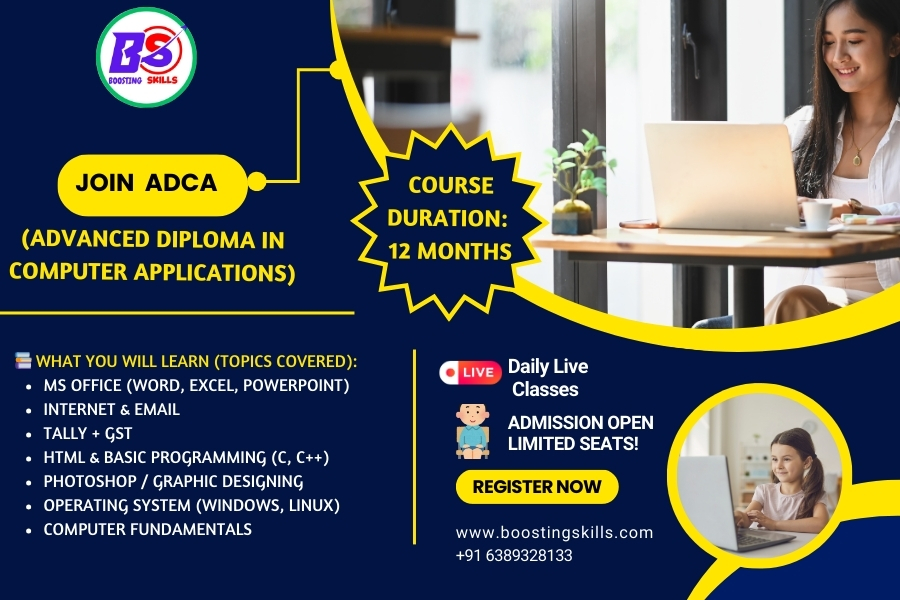 BS
BOOSTING SKILLS
JOIN ADCA
(ADVANCED DIPLOMA IN
COMPUTER APPLICATIONS)
COURSE
DURATION:
12 MONTHS
WHAT YOU WILL LEARN (TOPICS COVERED):
• MS OFFICE (WORD, EXCEL, POWERPOINT)
• INTERNET & EMAIL
• TALLY + GST
• HTML & BASIC PROGRAMMING (C, C++)
• PHOTOSHOP / GRAPHIC DESIGNING
• OPERATING SYSTEM (WINDOWS, LINUX)
• COMPUTER FUNDAMENTALS
LIVE
Daily Live
Classes
ADMISSION OPEN
LIMITED SEATS!
REGISTER NOW
www.boostingskills.com
+91 6389328133